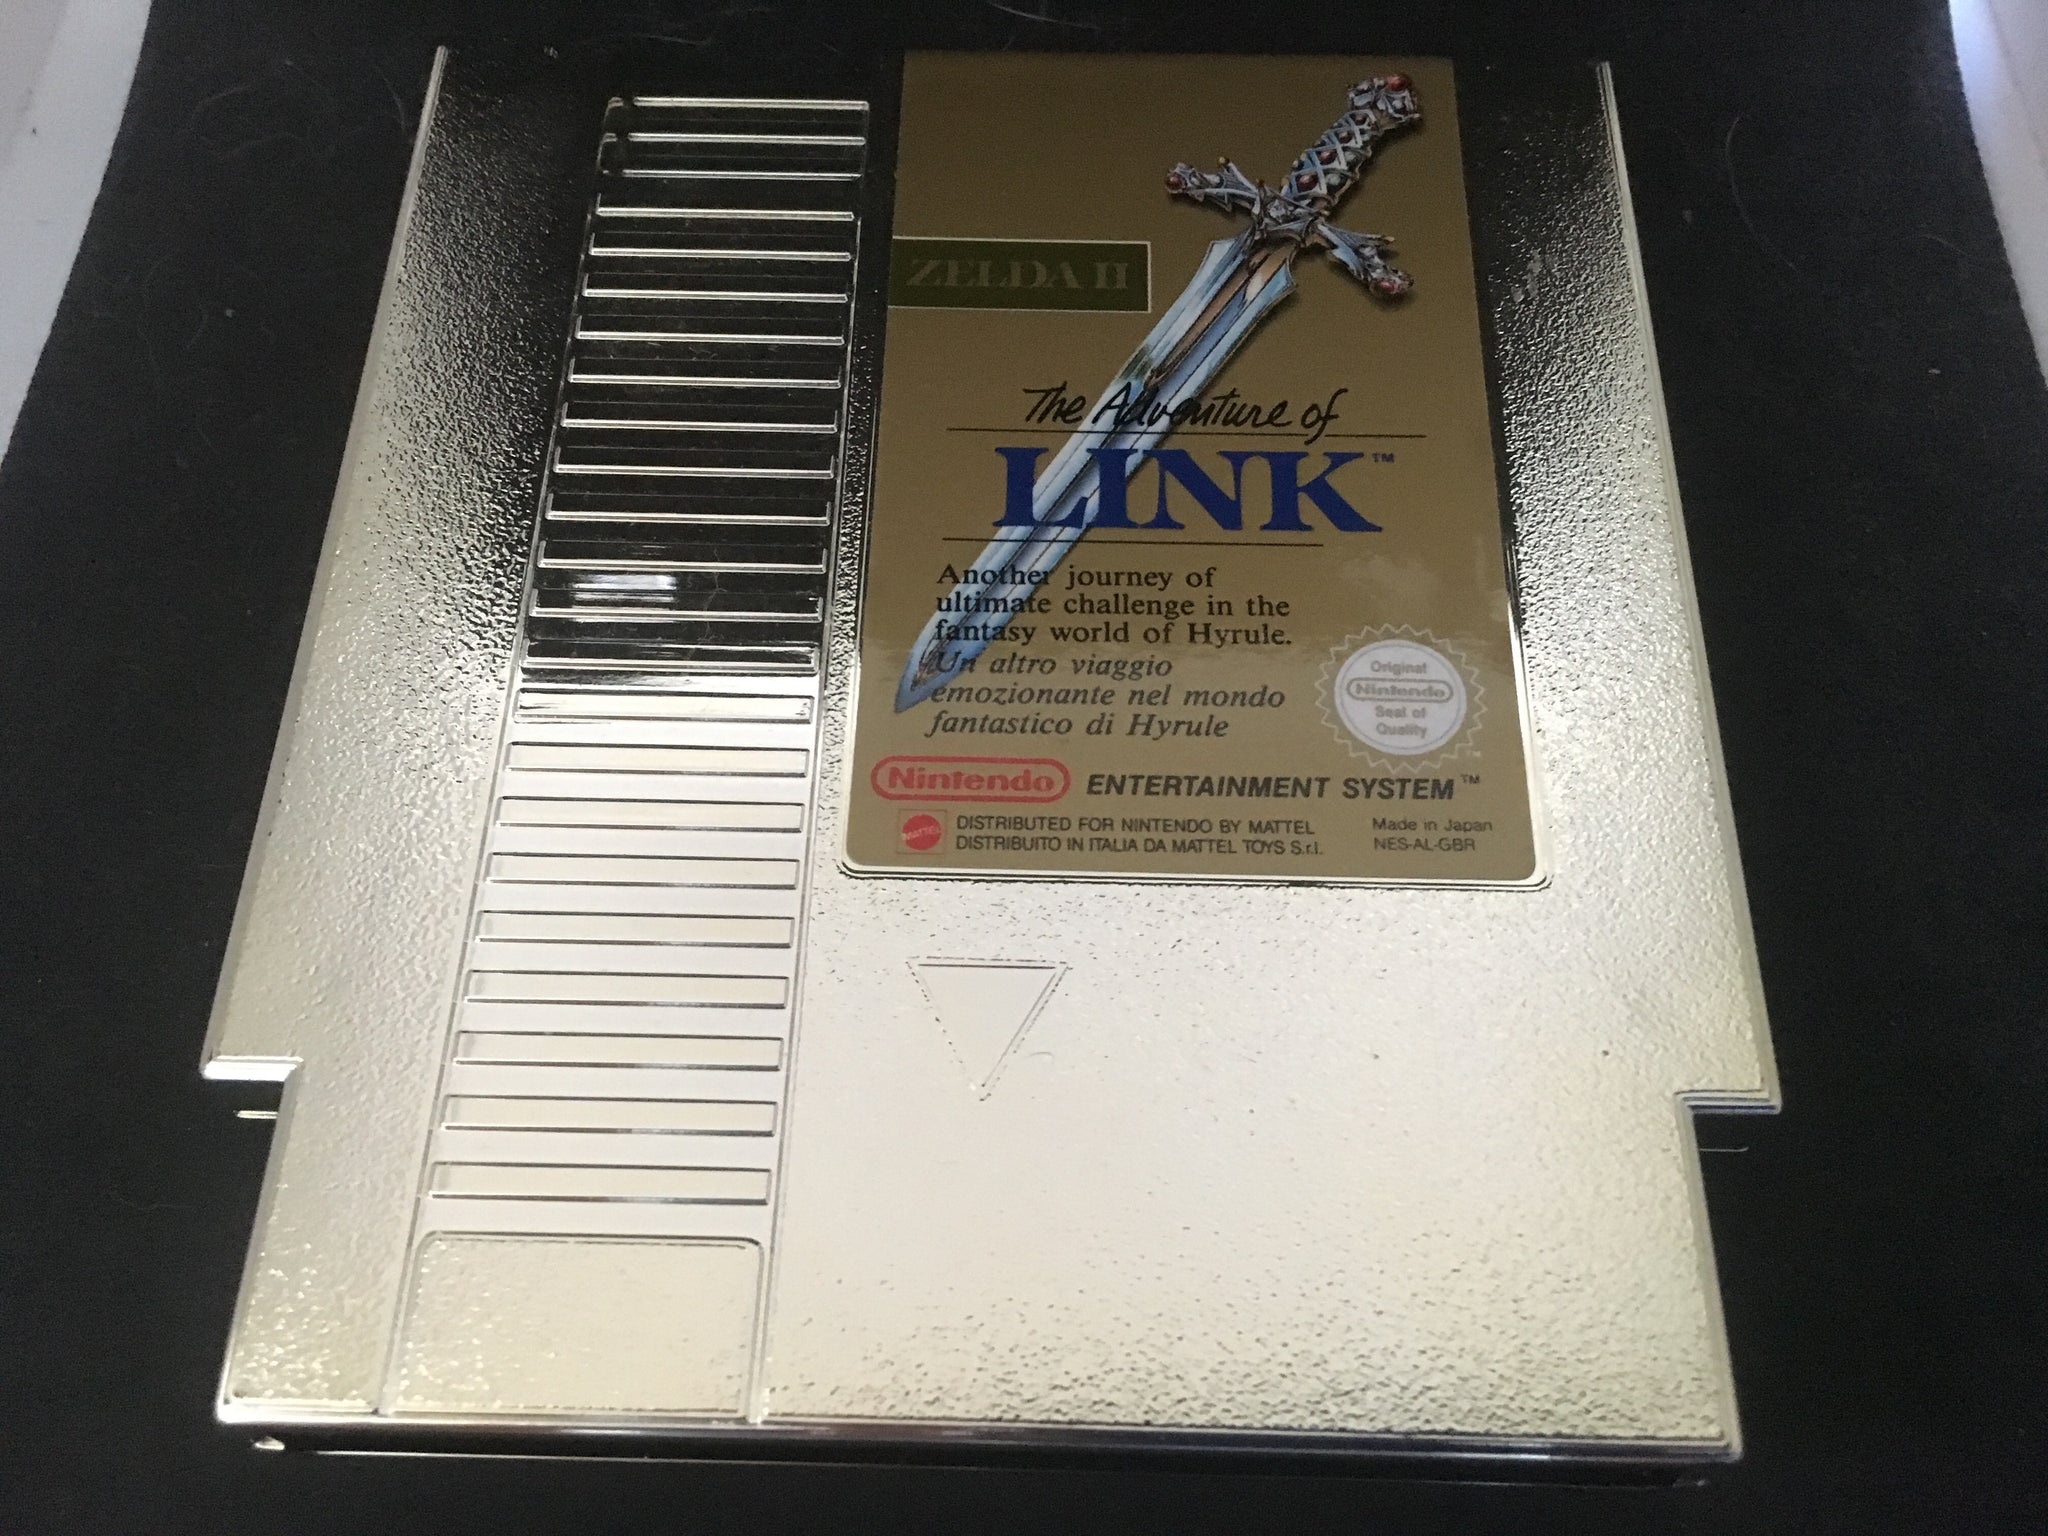 ZELDA II
The Adventure of
LINK™
Another journey of
ultimate challenge in the
fantasy world of Hyrule.
Un altro viaggio
emozionante nel mondo
fantastico di Hyrule
Original
Nintendo
Seal of
Quality
TM
Nintendo ENTERTAINMENT SYSTEM™
MATTEL
DISTRIBUTED FOR NINTENDO BY MATTEL
DISTRIBUITO IN ITALIA DA MATTEL TOYS S.r.l.
Made in Japan
NES-AL-GBR